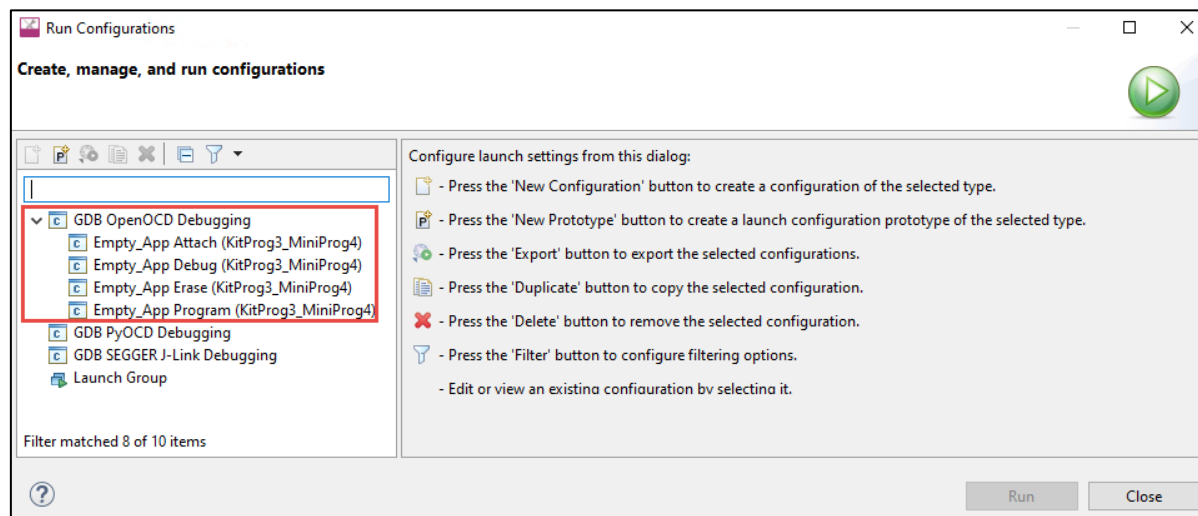 Run Configurations
Create, manage, and run configurations
GDB OpenOCD Debugging
Empty_App Attach (KitProg3_MiniProg4)
Empty_App Debug (KitProg3_MiniProg4)
Empty_App Erase (KitProg3_MiniProg4)
Empty_App Program (KitProg3_MiniProg4)
GDB PyOCD Debugging
GDB SEGGER J-Link Debugging
Launch Group
Filter matched 8 of 10 items
Configure launch settings from this dialog:
- Press the 'New Configuration' button to create a configuration of the selected type.
- Press the 'New Prototype' button to create a launch configuration prototype of the selected type.
- Press the 'Export' button to export the selected configurations.
- Press the 'Duplicate' button to copy the selected configuration.
- Press the 'Delete' button to remove the selected configuration.
- Press the 'Filter' button to configure filtering options.
- Edit or view an existing configuration by selecting it.
Run
Close